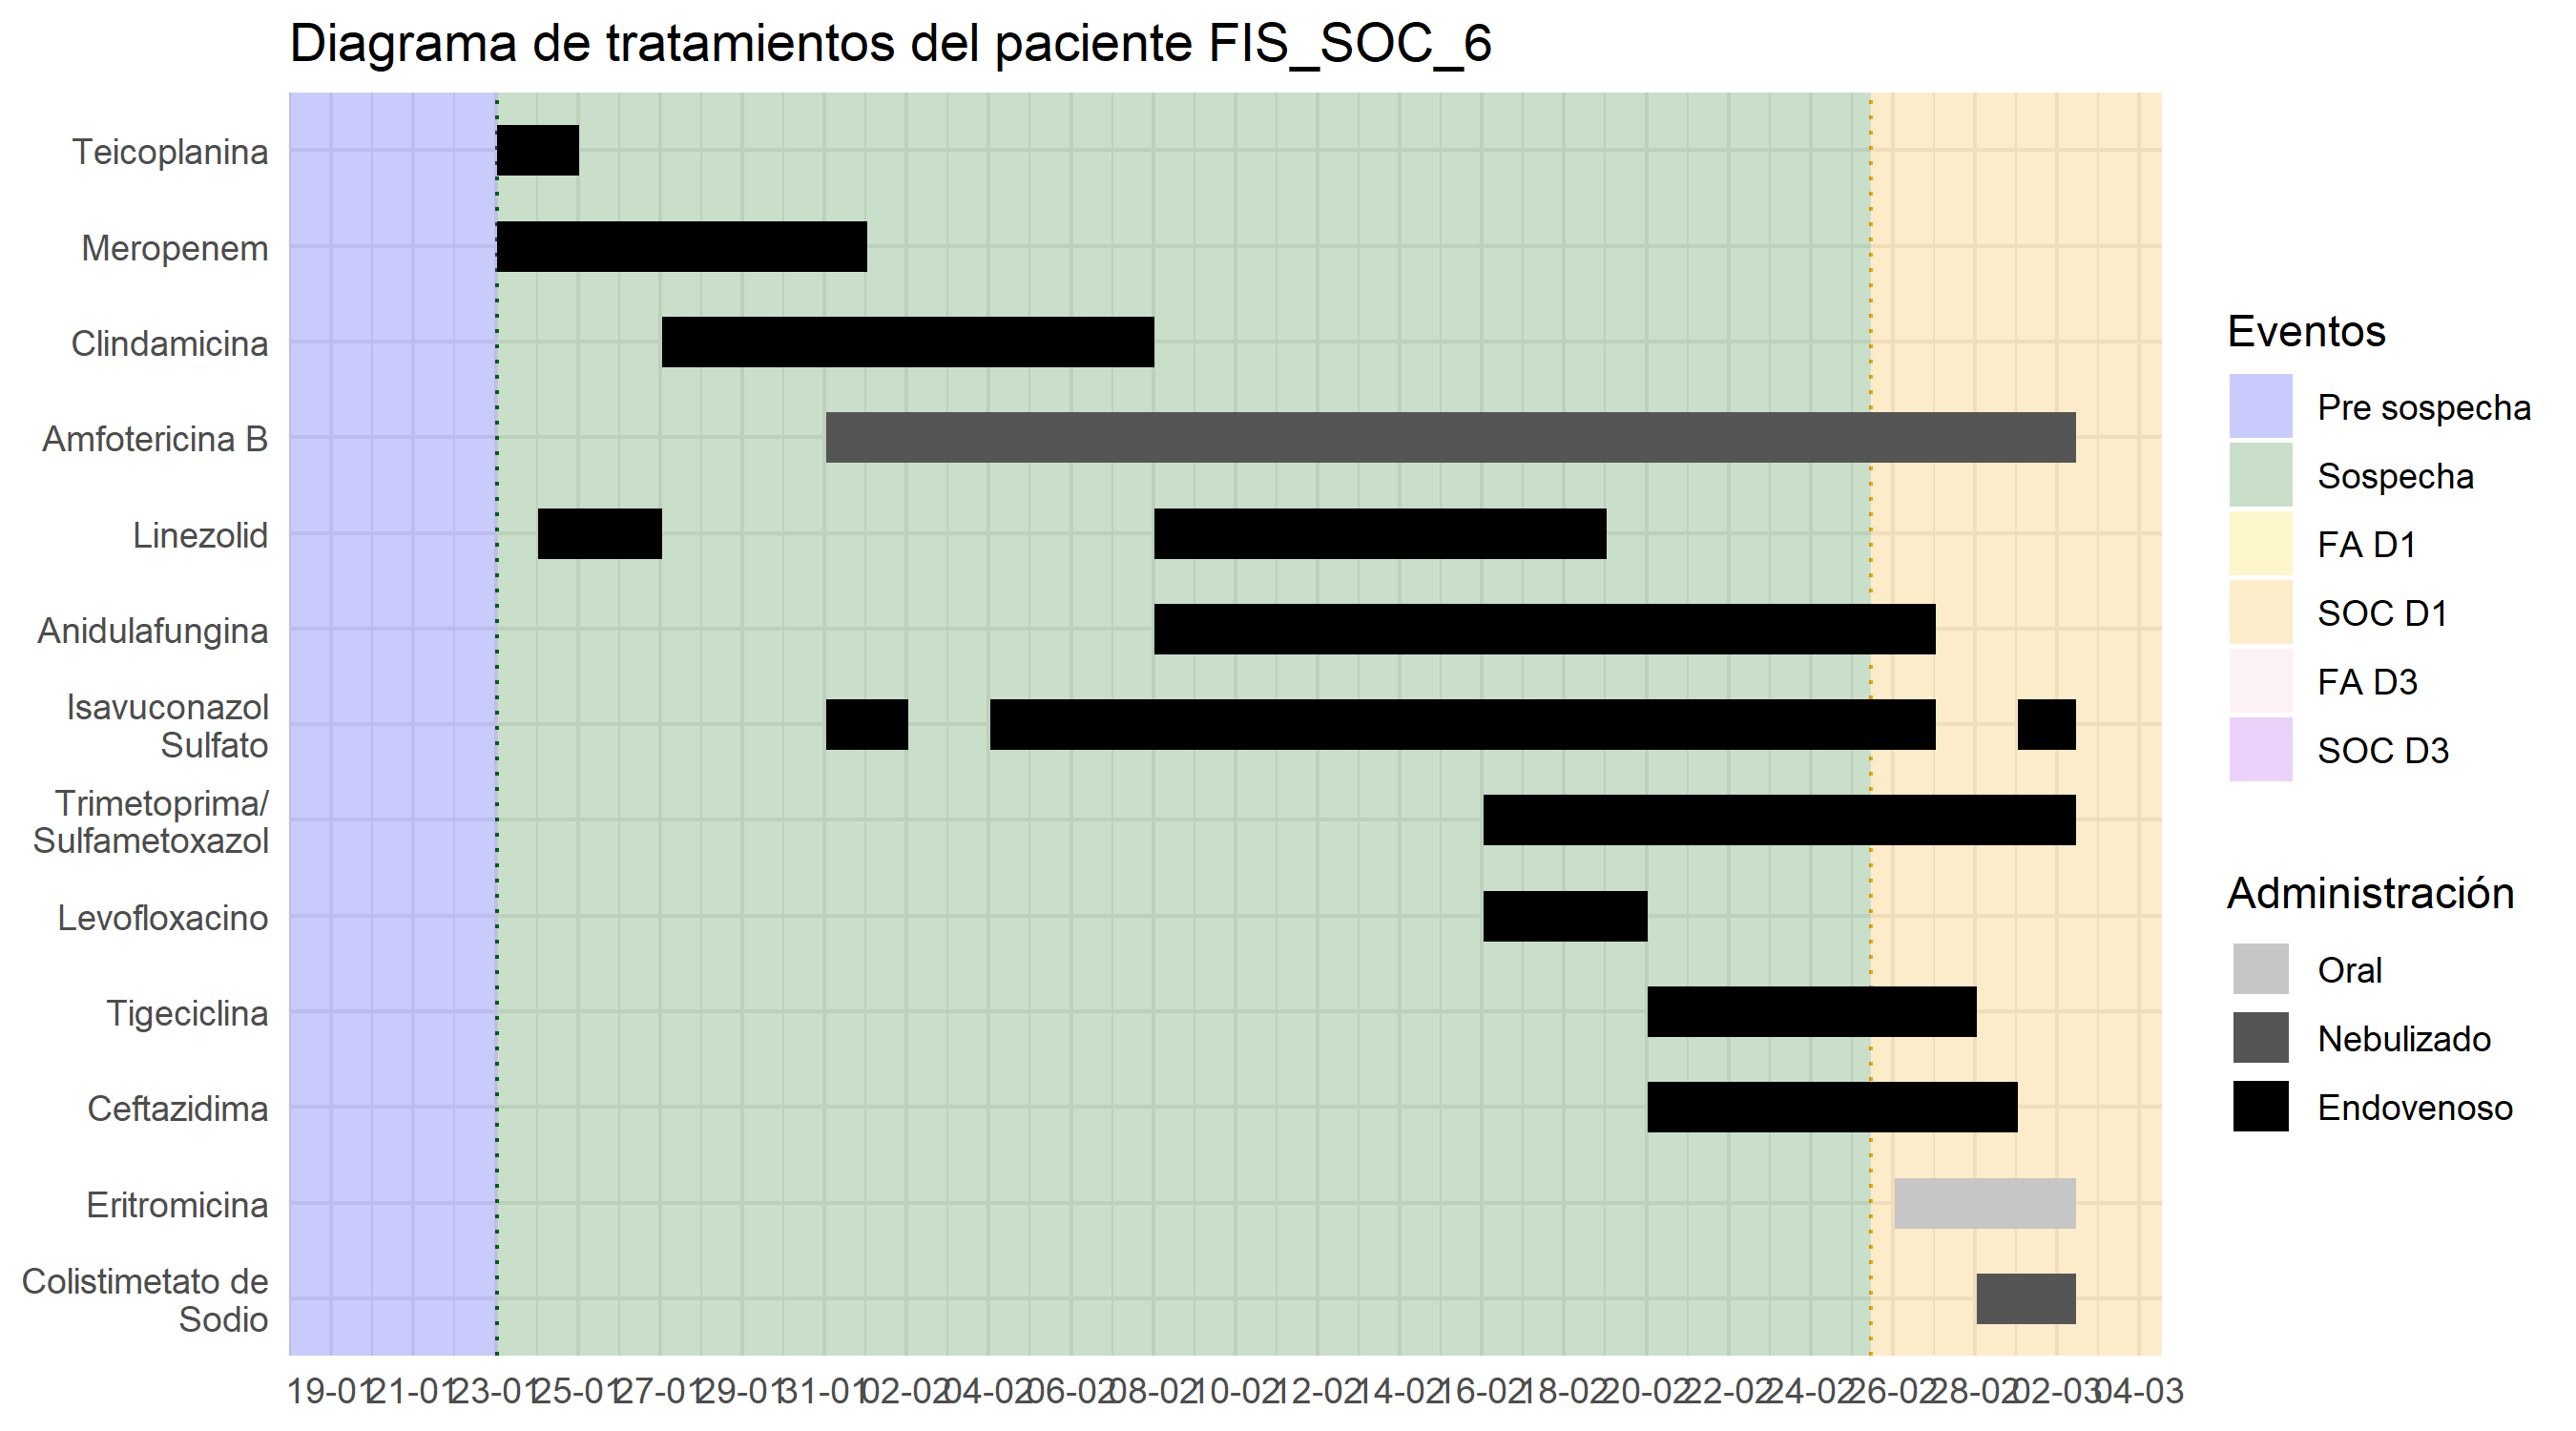 Diagrama de tratamientos del paciente FIS_SOC_6
Teicoplanina
Meropenem
Clindamicina
Amfotericina B
Linezolid
Anidulafungina
Isavuconazol
Sulfato
Trimetoprima/
Sulfametoxazol
Levofloxacino
Tigeciclina
Ceftazidima
Eritromicina
Colistimetato de
Sodio
19-01 21-01 23-01 25-01 27-01 29-01 31-01 02-02 04-02 06-02 08-02 10-02 12-02 14-02 16-02 18-02 20-02 22-02 24-02 26-02 28-02 02-03 04-03
Eventos
Pre sospecha
Sospecha
FA D1
SOC D1
FA D3
SOC D3
Administración
Oral
Nebulizado
Endovenoso